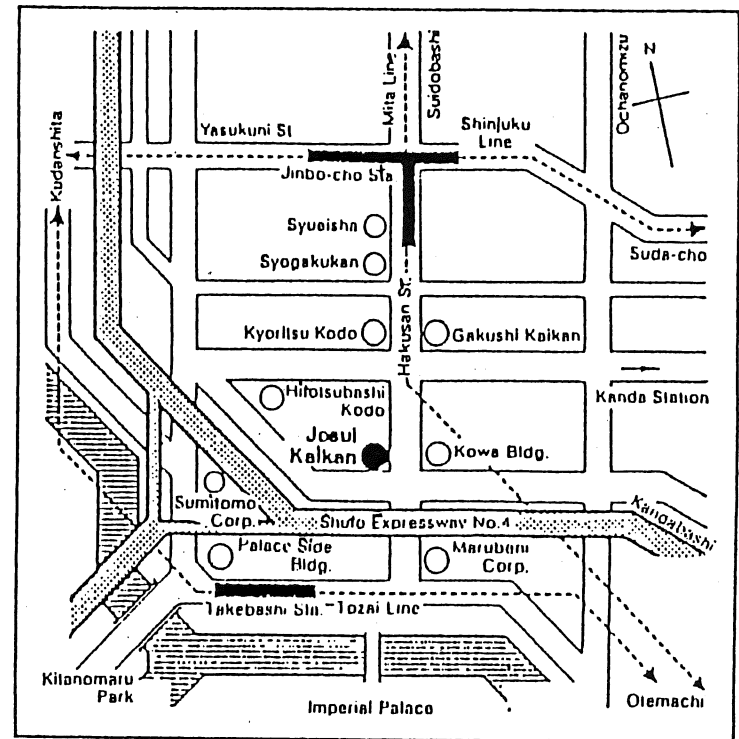 Mita Line
Suidobashi
Ochanomizu
N
Kudanshita
Yasukuni St
Shinjuku
Line
Jinbo-cho Sta
Syueisha
Syogakukan
Suda-cho
Hakusan St.
Kyoritsu Kodo
Gakushi Kaikan
Hitotsubashi
Kodo
Kanda Station
Josui
Kaikan
Kowa Bldg.
Sumitomo
Corp.
Shuto Expressway No.4
Kandabashi
Palace Side
Bldg.
Marubeni
Corp.
Takebashi Sta.
Tozai Line
Kitanomaru
Park
Imperial Palace
Otemachi